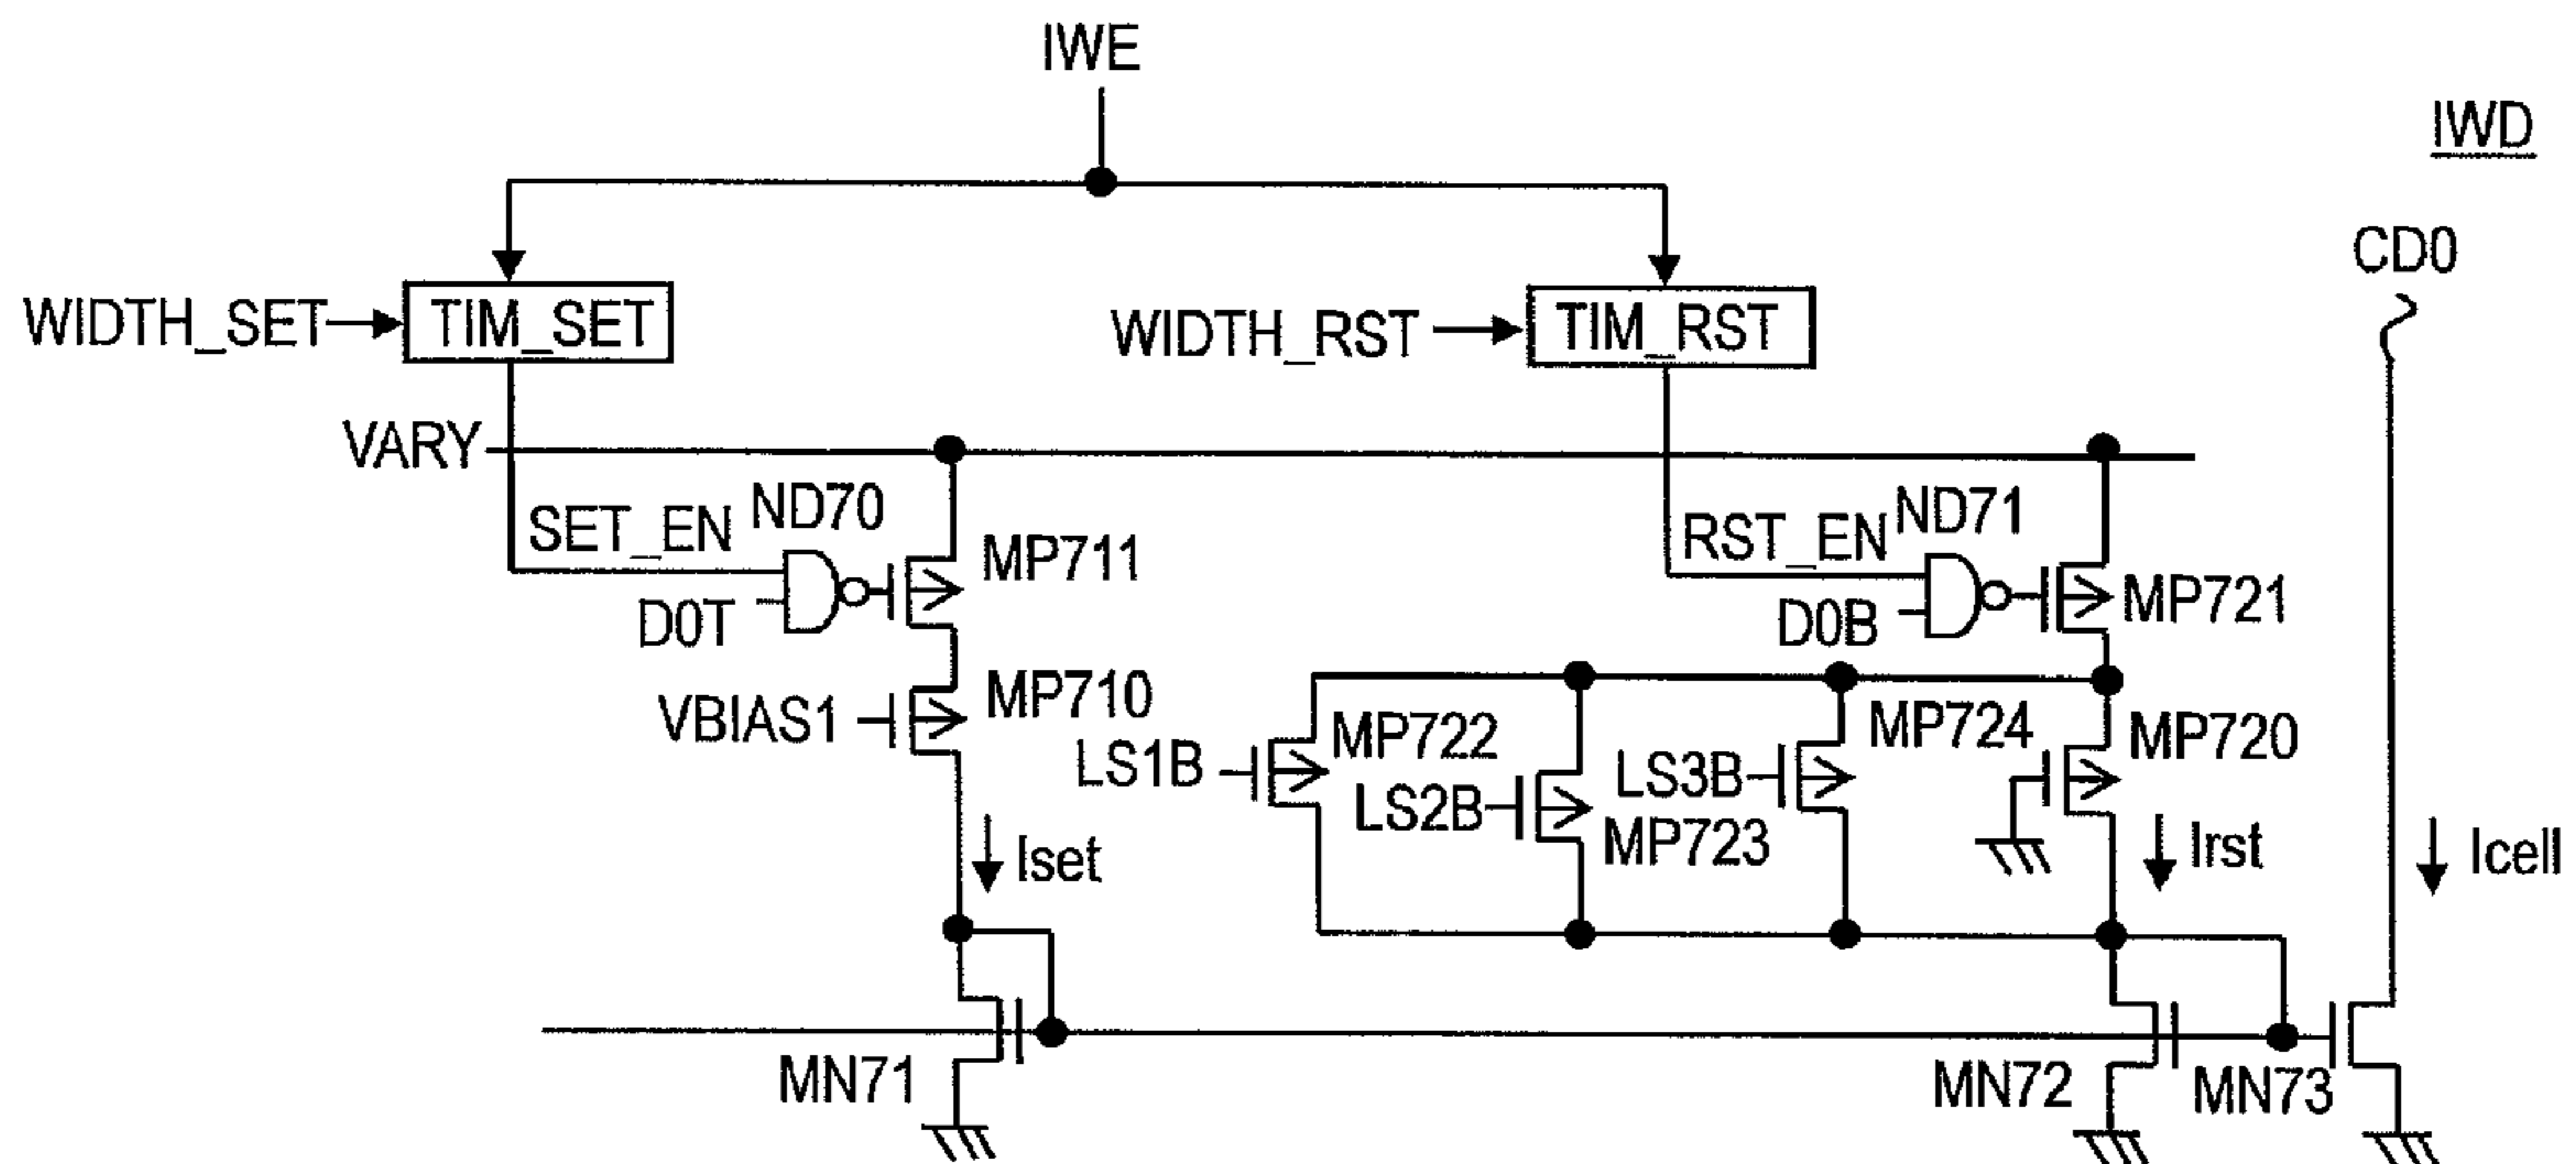 IWE
IWD
CD0
WIDTH_SET
TIM_SET
WIDTH_RST
TIM_RST
VARY
SET_EN
ND70
MP711
D0T
RST_EN
ND71
MP721
D0B
VBIAS1
MP710
LS1B
MP722
LS2B
MP723
LS3B
MP724
MP720
Iset
Irst
Icell
MN71
MN72
MN73